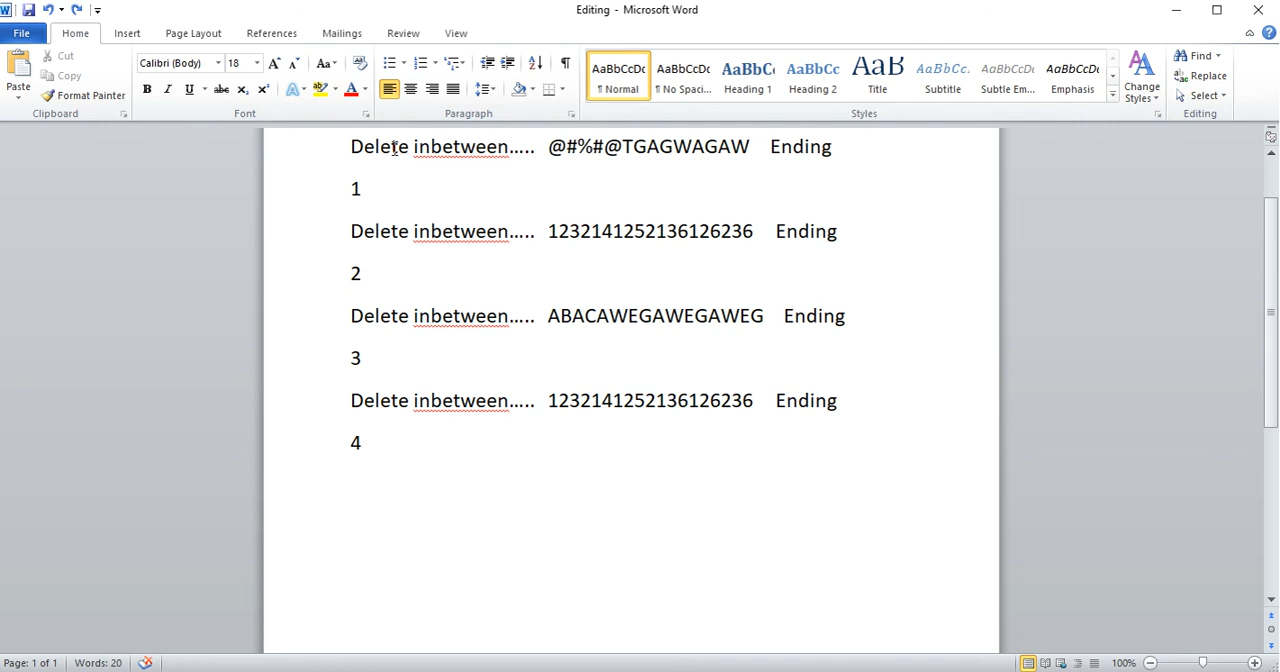 Editing - Microsoft Word
File Home Insert Page Layout References Mailings Review View
Cut
Copy
Format Painter
Paste
Clipboard
Calibri (Body) 18
Font
Paragraph
AaBbCcDc AaBbCcDc AaBbC AaBbCc AaB AaBbCc. AaBbCcDc AaBbCcDc
¶ Normal ¶ No Spaci... Heading 1 Heading 2 Title Subtitle Subtle Em... Emphasis
Change Styles
Styles
Find
Replace
Select
Editing
Delete inbetween..... @#%#@TGAGWAGAW Ending
1
Delete inbetween..... 1232141252136126236 Ending
2
Delete inbetween..... ABACAWEGAWEGAWEG Ending
3
Delete inbetween..... 1232141252136126236 Ending
4
Page: 1 of 1 Words: 20 100%